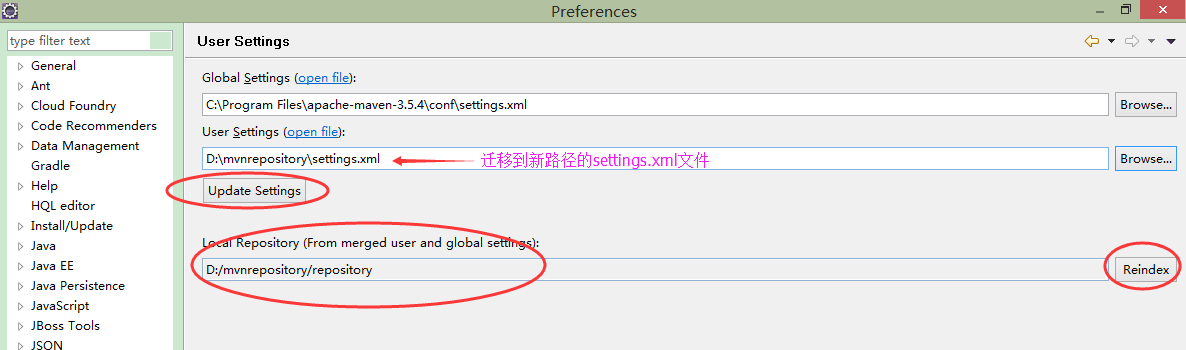 Preferences
type filter text
General
Ant
Cloud Foundry
Code Recommenders
Data Management
Gradle
Help
HQL editor
Install/Update
Java
Java EE
Java Persistence
JavaScript
JBoss Tools
JSON
User Settings
Global Settings (open file):
C:\Program Files\apache-maven-3.5.4\conf\settings.xml
Browse...
User Settings (open file):
D:\mvnrepository\settings.xml
迁移到新路径的settings.xml文件
Browse...
Update Settings
Local Repository (From merged user and global settings):
D:/mvnrepository/repository
Reindex